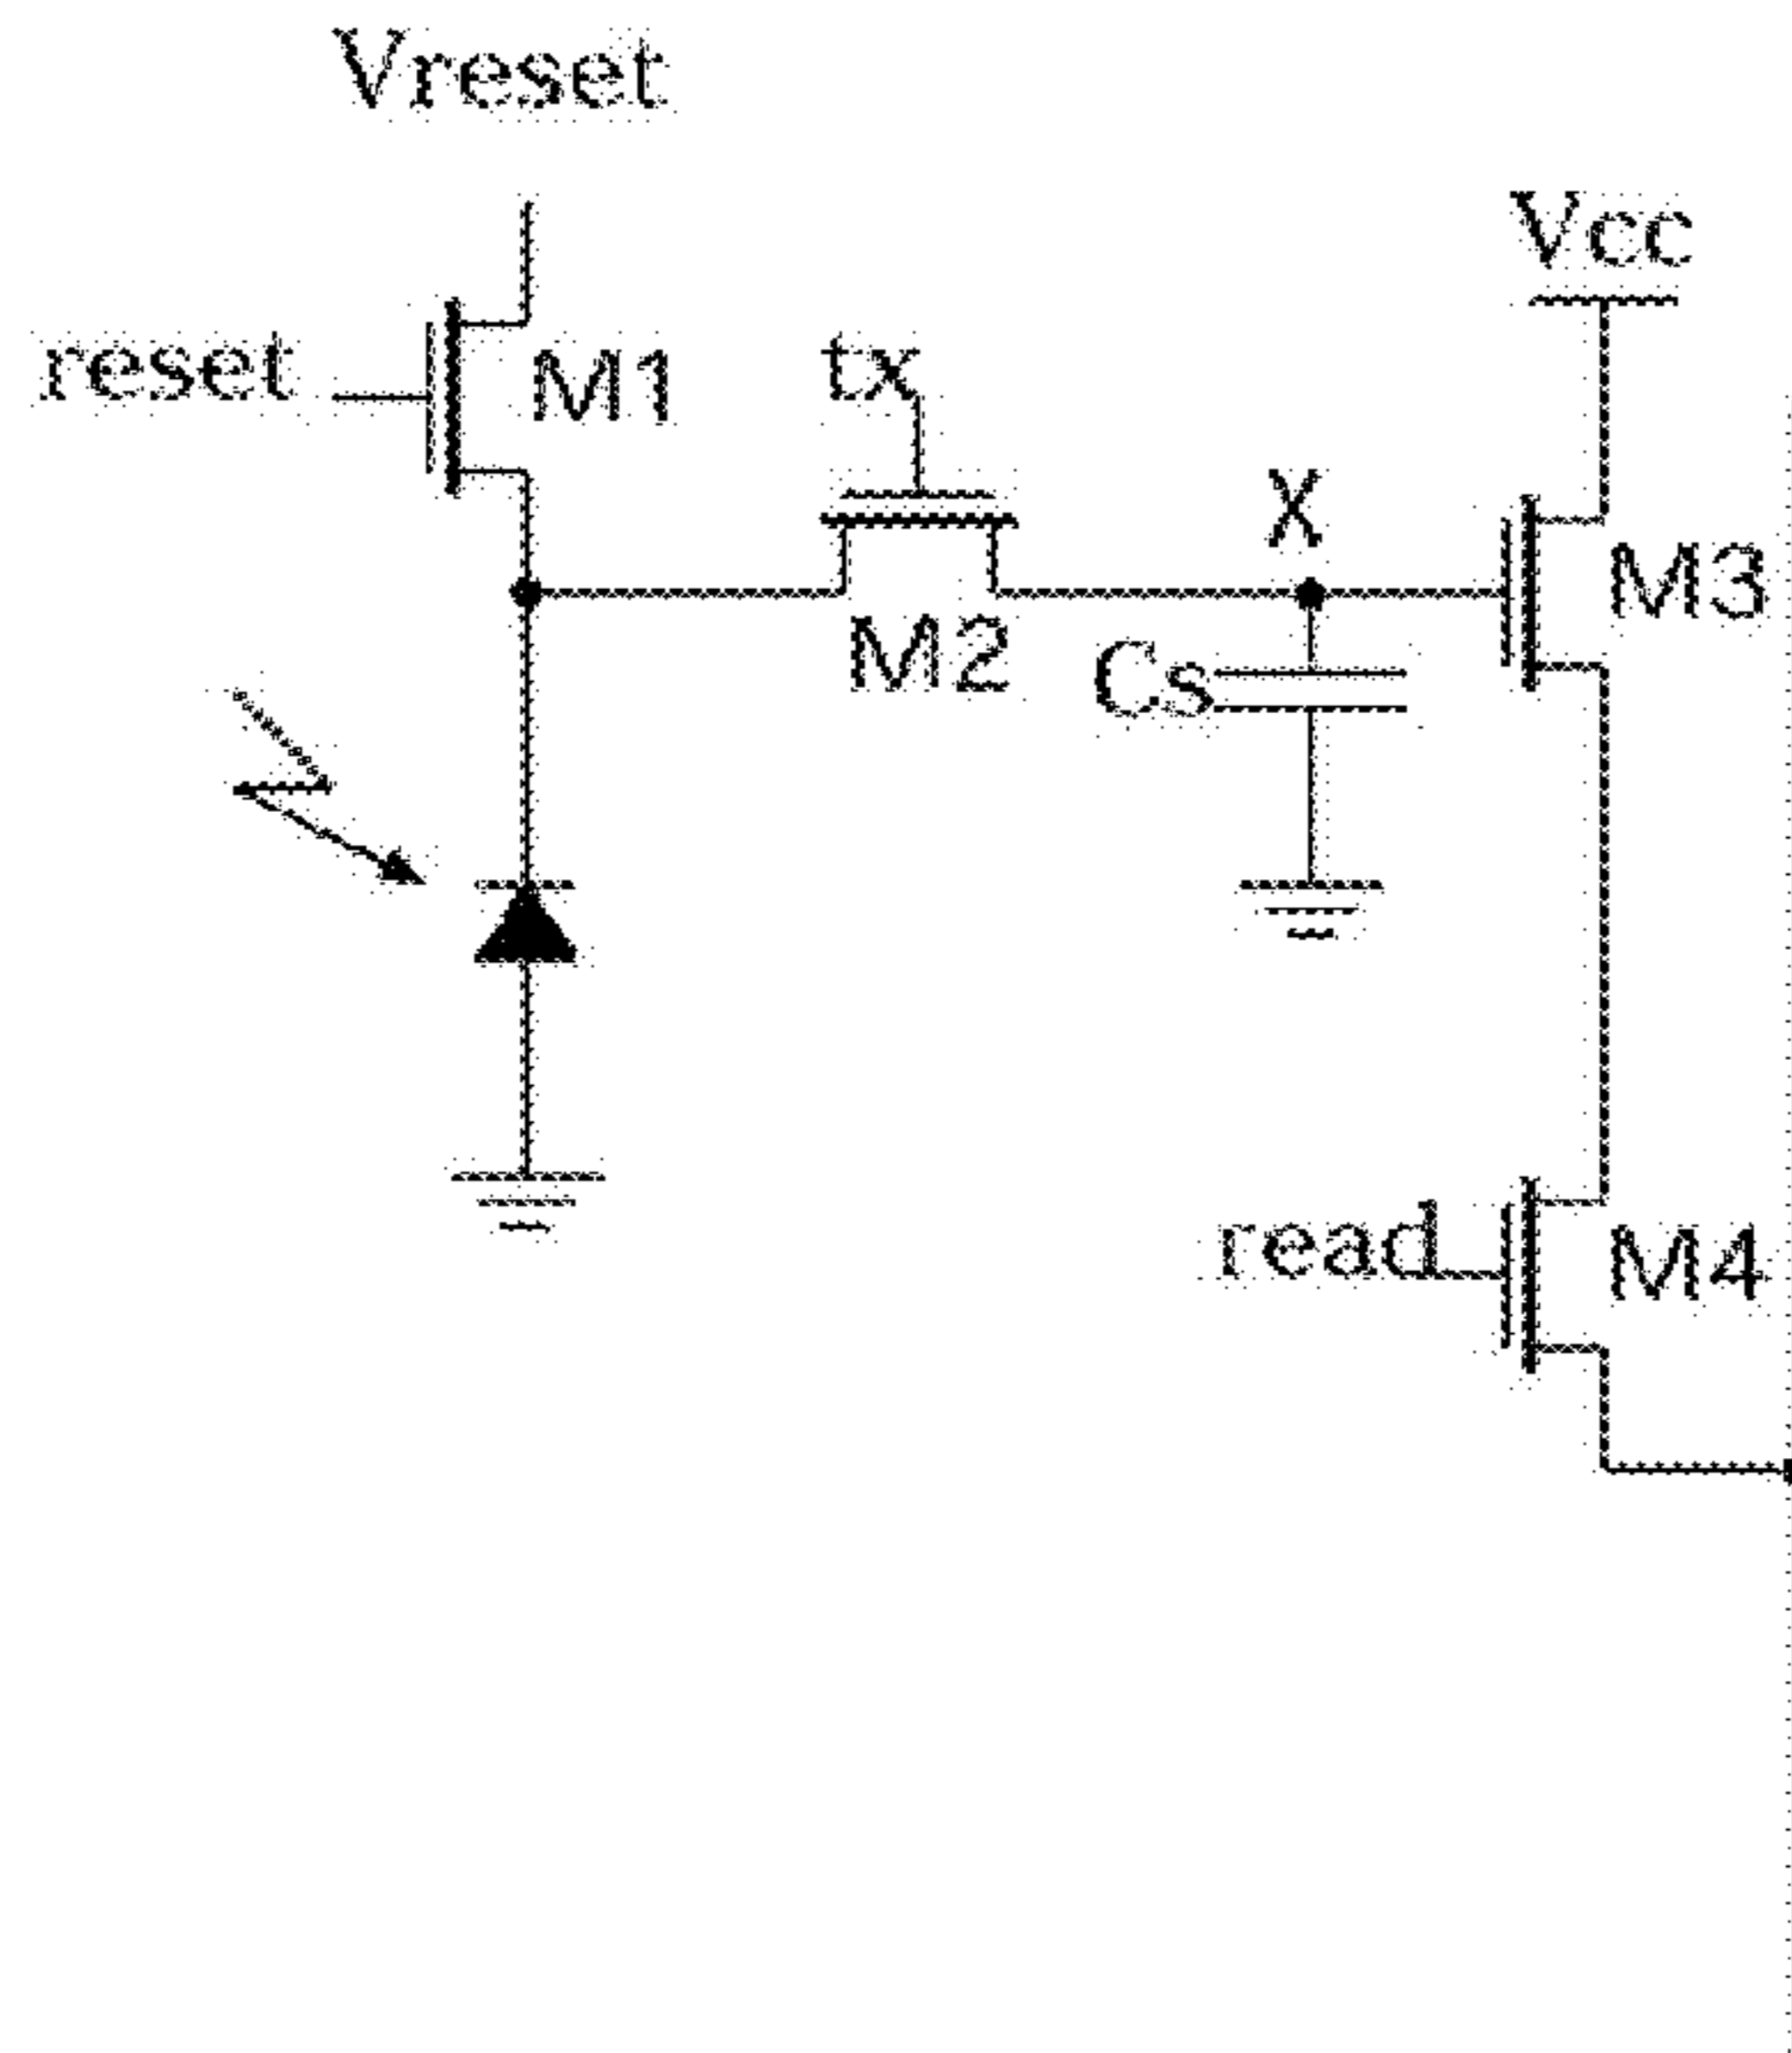 Vreset
Vcc
reset
M1
tx
X
M3
M2
Cs
read
M4